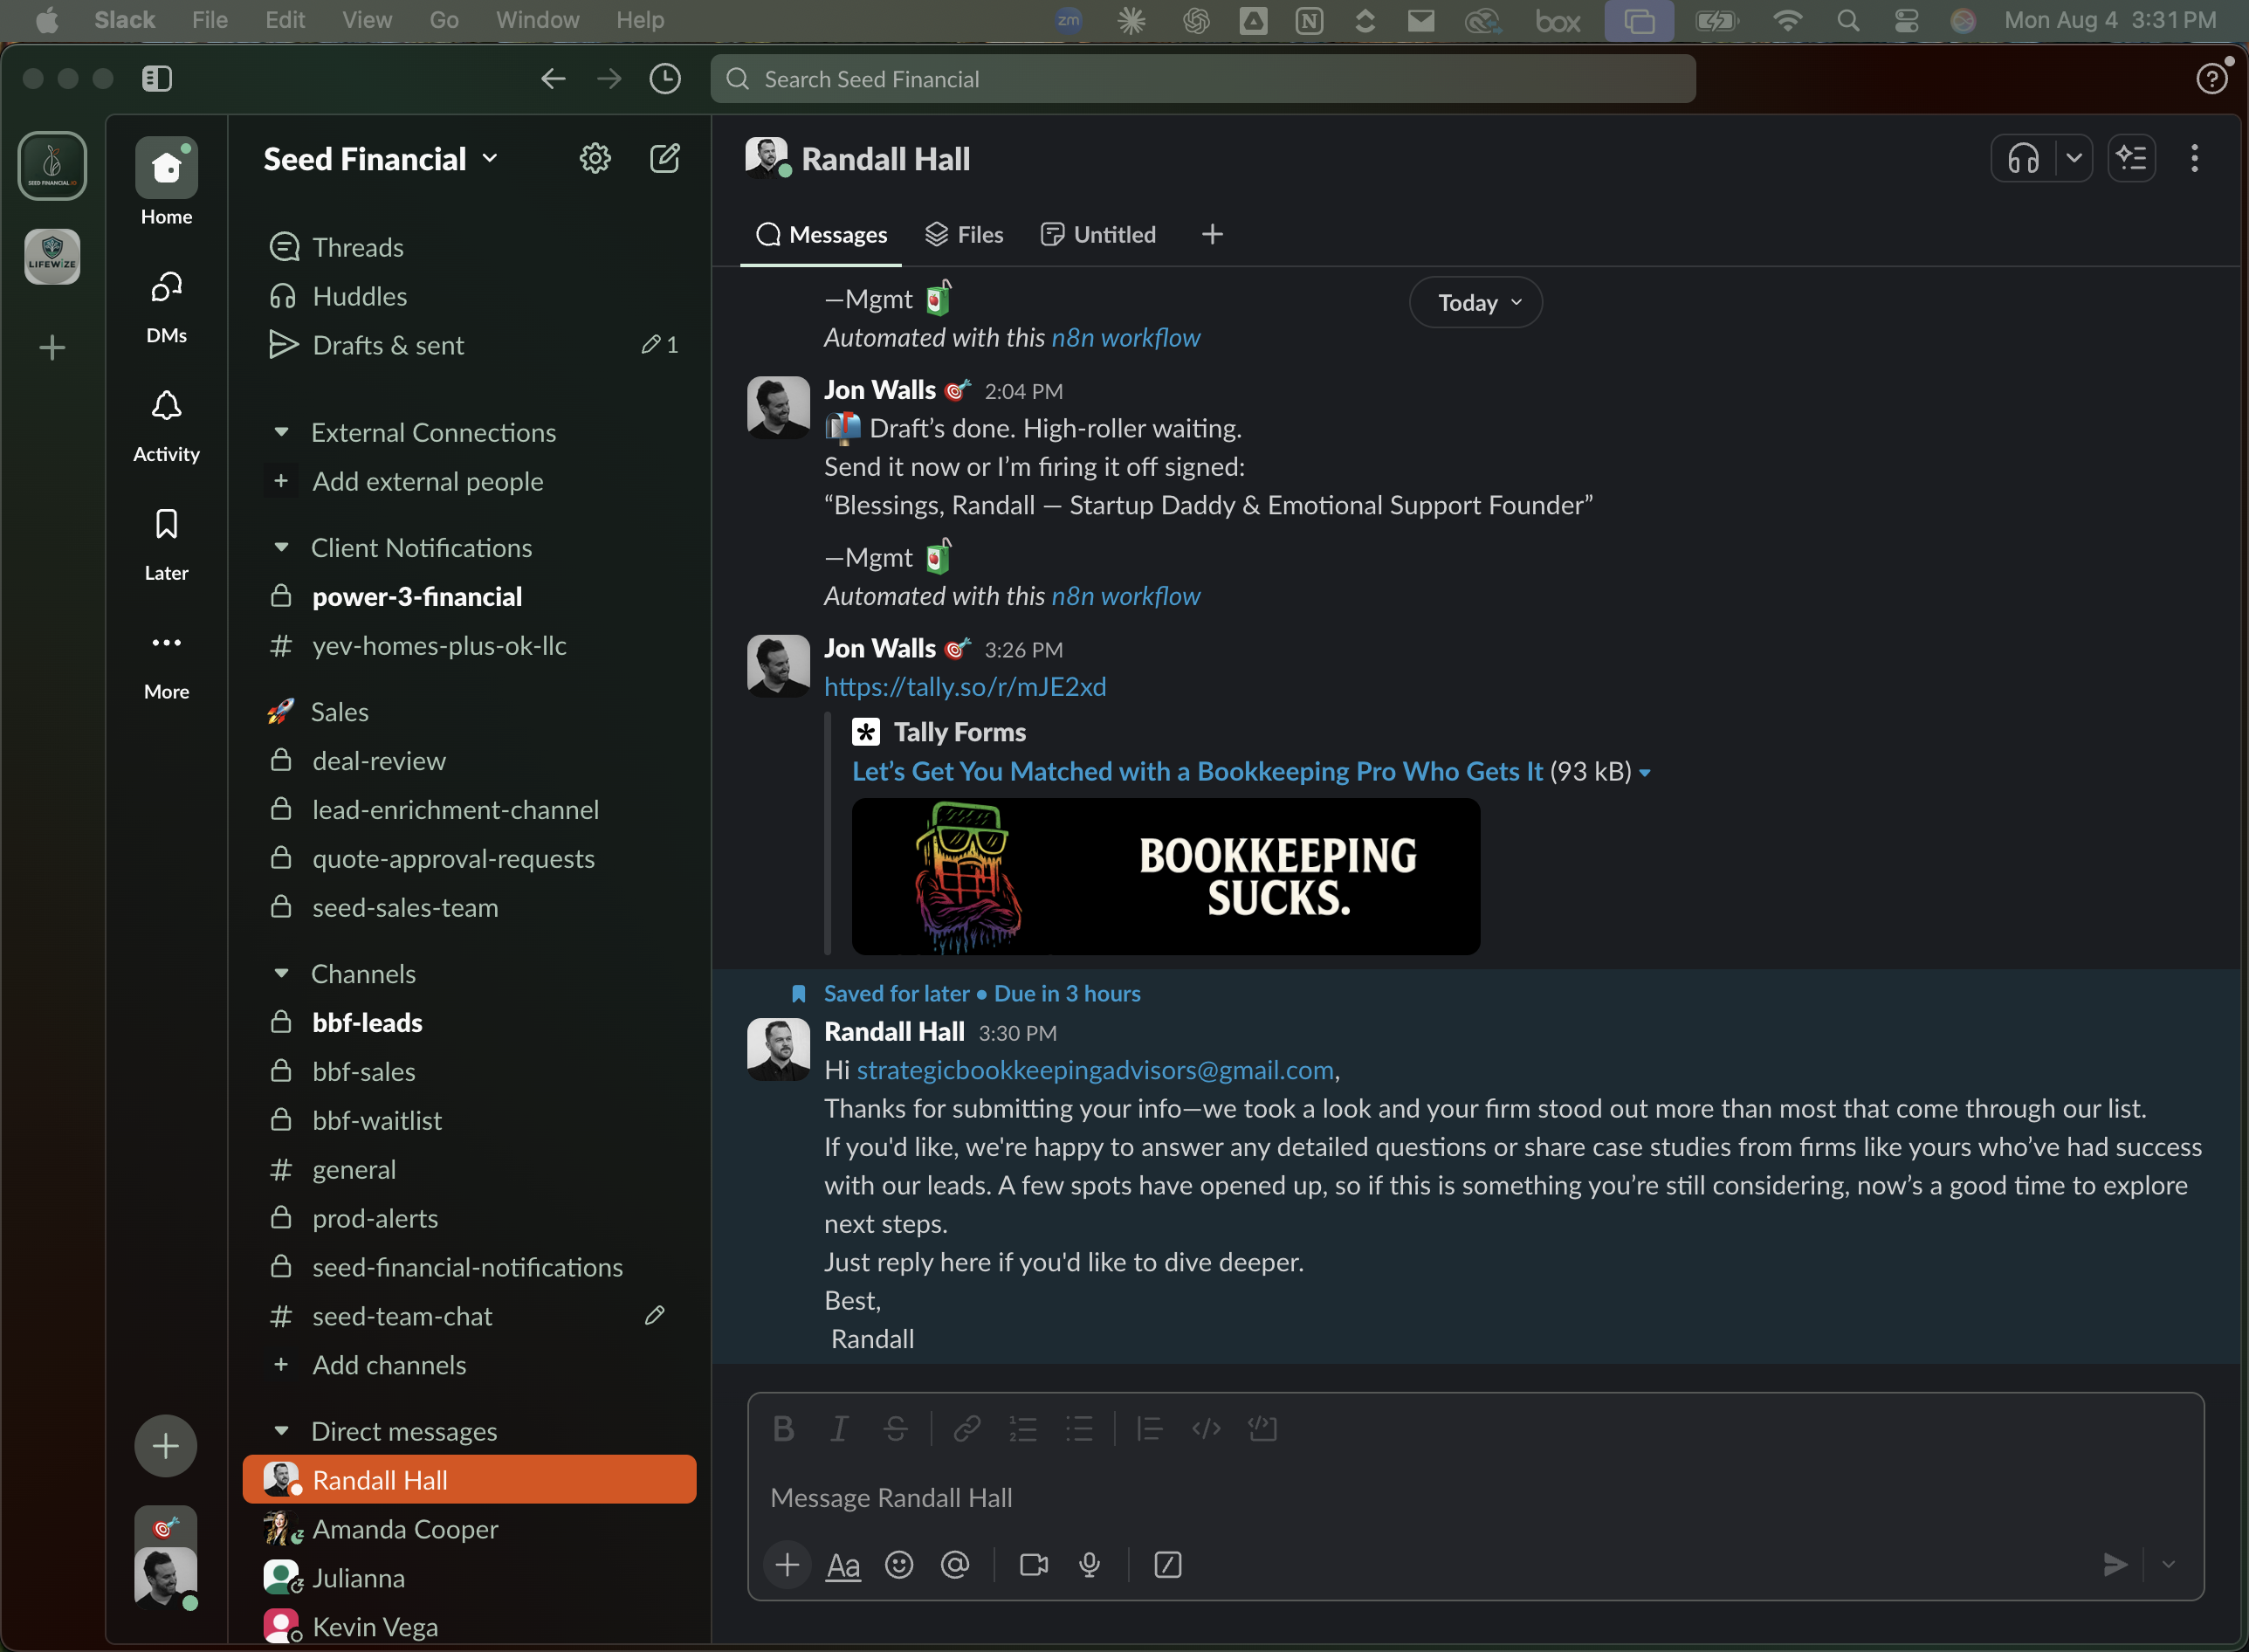 Slack File Edit View Go Window Help zm box Mon Aug 4 3:31 PM
Search Seed Financial
SEED FINANCIAL.IO
LIFEWIZE
Home
DMs
Activity
Later
More
Seed Financial
Threads
Huddles
Drafts & sent 1
External Connections
+ Add external people
Client Notifications
power-3-financial
# yev-homes-plus-ok-llc
🚀 Sales
deal-review
lead-enrichment-channel
quote-approval-requests
seed-sales-team
Channels
bbf-leads
bbf-sales
bbf-waitlist
# general
prod-alerts
seed-financial-notifications
# seed-team-chat
+ Add channels
Direct messages
Randall Hall
Amanda Cooper
Julianna
Kevin Vega
Randall Hall
Messages Files Untitled +
Today
—Mgmt 🧃
Automated with this n8n workflow
Jon Walls 🎯 2:04 PM
📬 Draft’s done. High-roller waiting.
Send it now or I’m firing it off signed:
“Blessings, Randall — Startup Daddy & Emotional Support Founder”
—Mgmt 🧃
Automated with this n8n workflow
Jon Walls 🎯 3:26 PM
https://tally.so/r/mJE2xd
Tally Forms
Let’s Get You Matched with a Bookkeeping Pro Who Gets It (93 kB)
BOOKKEEPING
SUCKS.
Saved for later • Due in 3 hours
Randall Hall 3:30 PM
Hi strategicbookkeepingadvisors@gmail.com,
Thanks for submitting your info—we took a look and your firm stood out more than most that come through our list.
If you'd like, we're happy to answer any detailed questions or share case studies from firms like yours who’ve had success
with our leads. A few spots have opened up, so if this is something you’re still considering, now’s a good time to explore
next steps.
Just reply here if you'd like to dive deeper.
Best,
Randall
Message Randall Hall
Aa